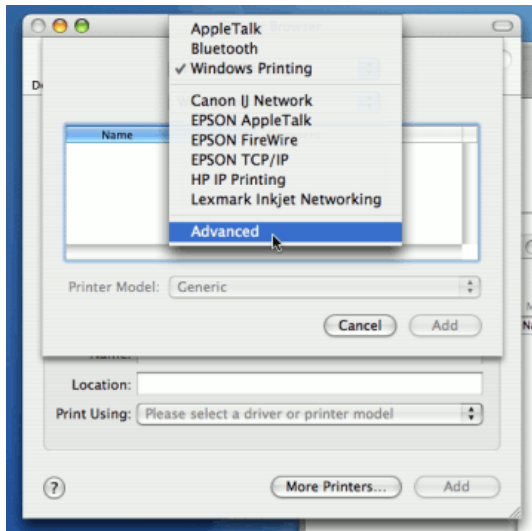 AppleTalk
Bluetooth
✓ Windows Printing
Canon IJ Network
EPSON AppleTalk
EPSON FireWire
EPSON TCP/IP
HP IP Printing
Lexmark Inkjet Networking
Advanced
Name
Printer Model: Generic
Cancel Add
Location:
Print Using: Please select a driver or printer model
? More Printers... Add